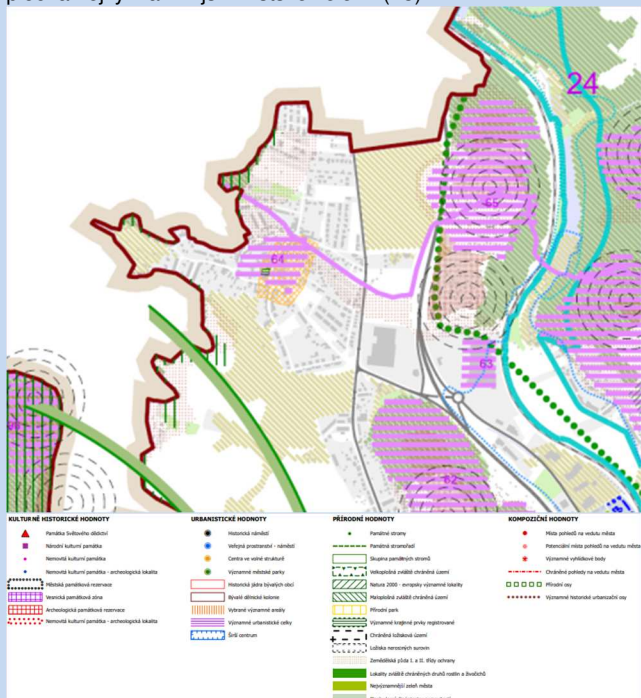 24
65
64
63
62
KULTURNĚ HISTORICKÉ HODNOTY
Památka Světového dědictví
Národní kulturní památka
Nemovitá kulturní památka
Nemovitá kulturní památka - archeologická lokalita
Městská památková rezervace
Vesnická památková zóna
Archeologická památková rezervace
Nemovitá kulturní památka - archeologická lokalita
URBANISTICKÉ HODNOTY
Historická náměstí
Veřejná prostranství - náměstí
Centra ve volné struktuře
Významné městské parky
Historická jádra bývalých obcí
Bývalé dělnické kolonie
Vybrané významné areály
Významné urbanistické celky
Širší centrum
PŘÍRODNÍ HODNOTY
Památné stromy
Památné stromořadí
Skupina památných stromů
Velkoplošná zvláště chráněná území
Natura 2000 - evropsky významné lokality
Maloplošná zvláště chráněná území
Přírodní park
Významné krajinné prvky registrované
Chráněná ložisková území
Ložiska nerostných surovin
Zemědělská půda I. a II. třídy ochrany
Lokality zvláště chráněných druhů rostlin a živočichů
Nejvýznamnější zeleň města
KOMPOZIČNÍ HODNOTY
Místa pohledů na vedutu města
Potenciální místa pohledů na vedutu města
Významné vyhlídkové body
Chráněné pohledy na vedutu města
Přírodní osy
Významné historické urbanizační osy